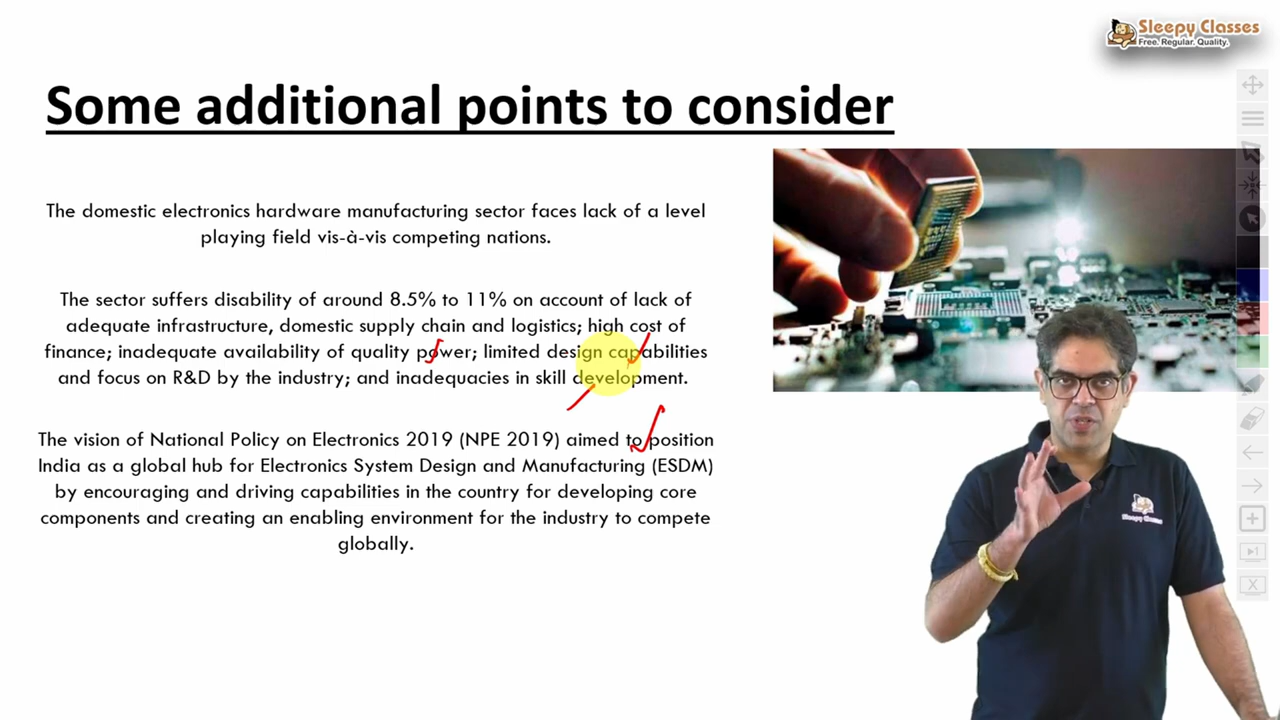 Sleepy Classes
Free. Regular. Quality.
Some additional points to consider
The domestic electronics hardware manufacturing sector faces lack of a level
playing field vis-à-vis competing nations.
The sector suffers disability of around 8.5% to 11% on account of lack of
adequate infrastructure, domestic supply chain and logistics; high cost of
finance; inadequate availability of quality power; limited design capabilities
and focus on R&D by the industry; and inadequacies in skill development.
The vision of National Policy on Electronics 2019 (NPE 2019) aimed to position
India as a global hub for Electronics System Design and Manufacturing (ESDM)
by encouraging and driving capabilities in the country for developing core
components and creating an enabling environment for the industry to compete
globally.
Sleepy Classes